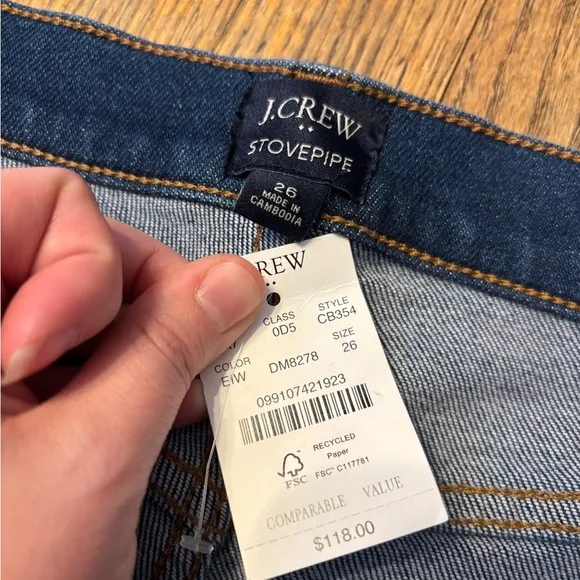 J.CREW
STOVEPIPE
26
MADE IN
CAMBODIA
CREW
CLASS STYLE
0D5 CB354
COLOR SIZE
E/W DM8278 26
099107421923
RECYCLED
Paper
FSC
FSC® C117781
COMPARABLE VALUE
$118.00